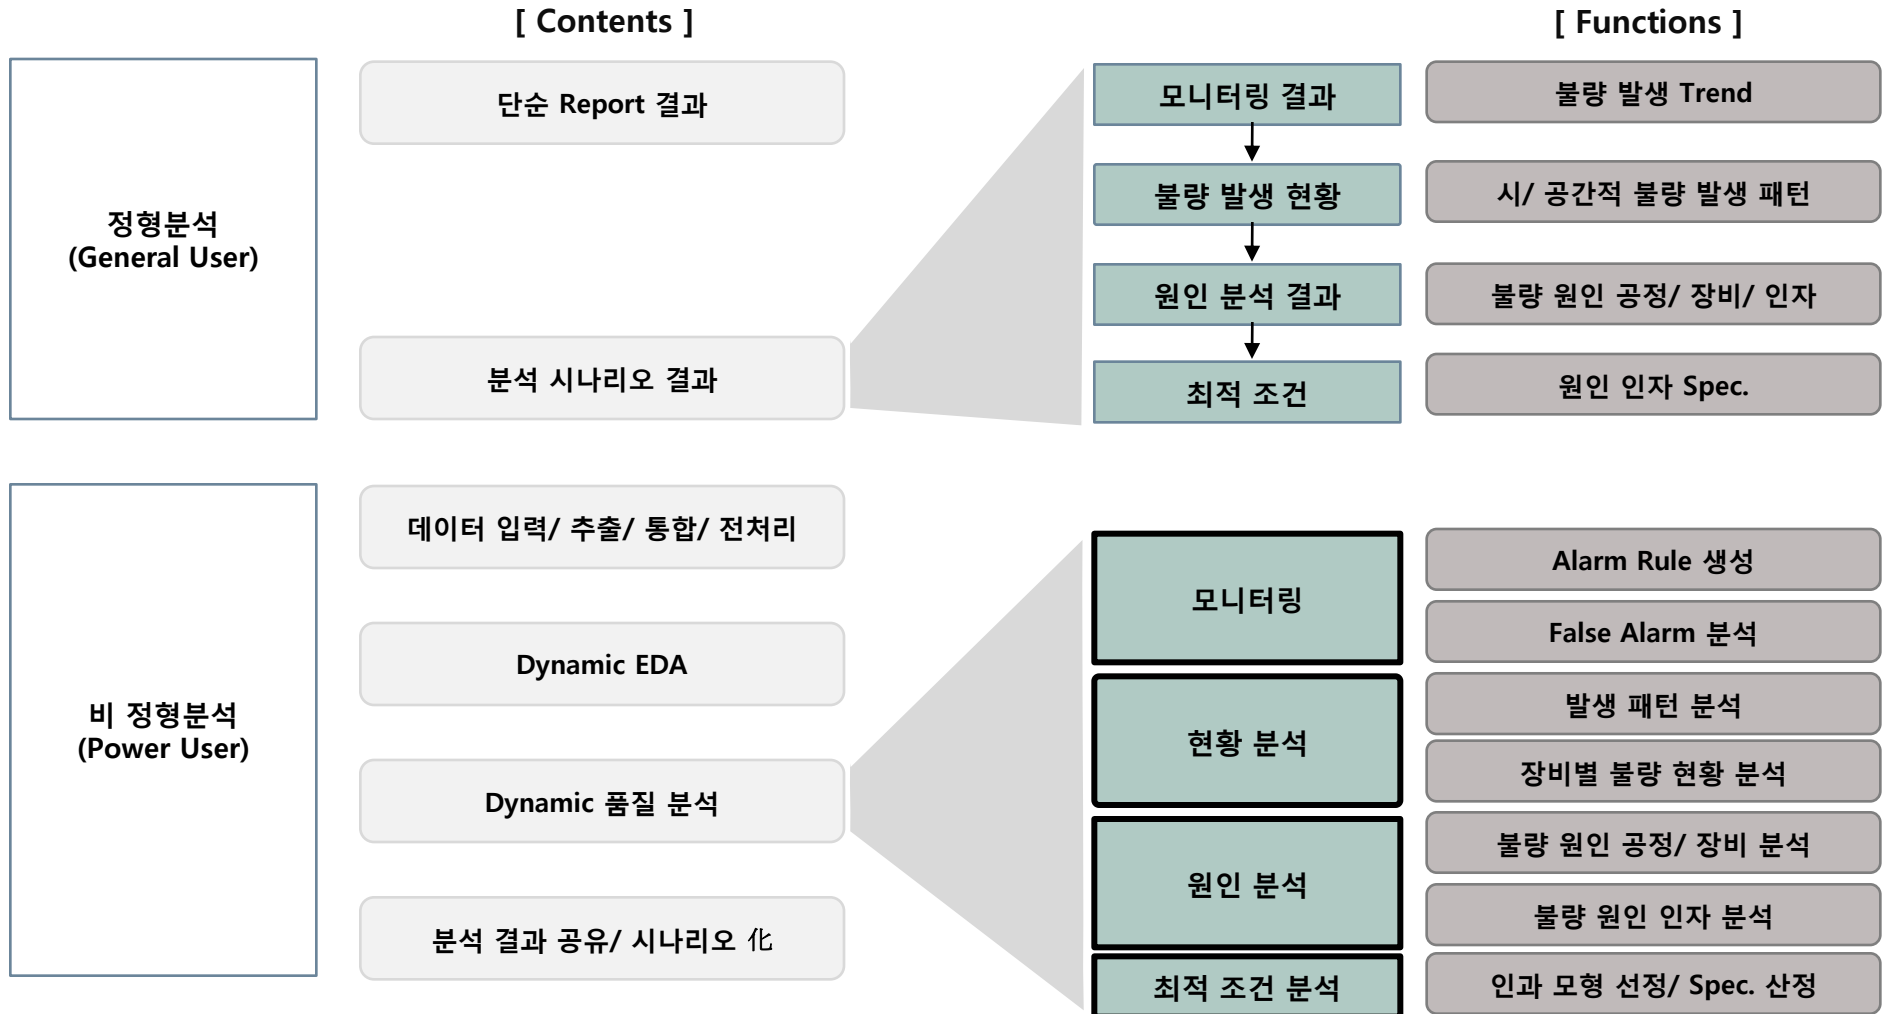 [ Contents ]
[ Functions ]
정형분석
(General User)
단순 Report 결과
분석 시나리오 결과
모니터링 결과
불량 발생 Trend
불량 발생 현황
시/ 공간적 불량 발생 패턴
원인 분석 결과
불량 원인 공정/ 장비/ 인자
최적 조건
원인 인자 Spec.
비 정형분석
(Power User)
데이터 입력/ 추출/ 통합/ 전처리
Dynamic EDA
Dynamic 품질 분석
분석 결과 공유/ 시나리오 化
모니터링
Alarm Rule 생성
False Alarm 분석
현황 분석
발생 패턴 분석
장비별 불량 현황 분석
원인 분석
불량 원인 공정/ 장비 분석
불량 원인 인자 분석
최적 조건 분석
인과 모형 선정/ Spec. 산정